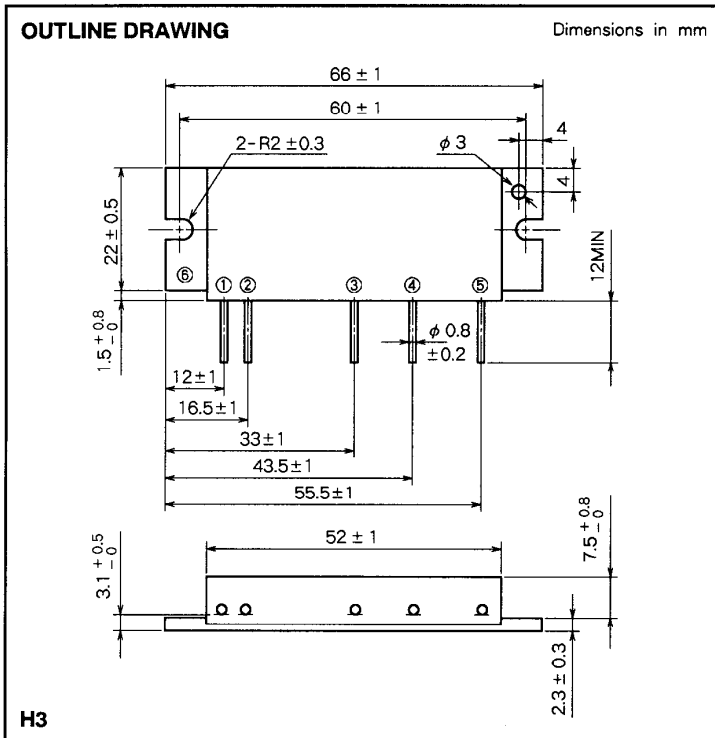 OUTLINE DRAWING
Dimensions in mm
66 ± 1
60 ± 1
4
2-R2 ±0.3
φ 3
4
22 ± 0.5
12MIN
⑥
①
②
③
④
⑤
1.5 +0.8 -0
φ 0.8
±0.2
12±1
16.5±1
33±1
43.5±1
55.5±1
52 ± 1
3.1 +0.5 -0
7.5 +0.8 -0
2.3 ± 0.3
H3